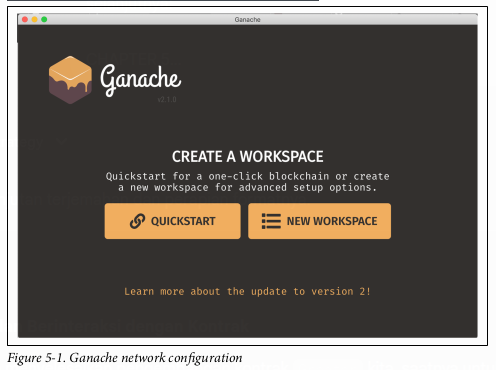 Ganache
Ganache
v2.1.0
CREATE A WORKSPACE
Quickstart for a one-click blockchain or create
a new workspace for advanced setup options.
QUICKSTART
NEW WORKSPACE
Learn more about the update to version 2!
Figure 5-1. Ganache network configuration